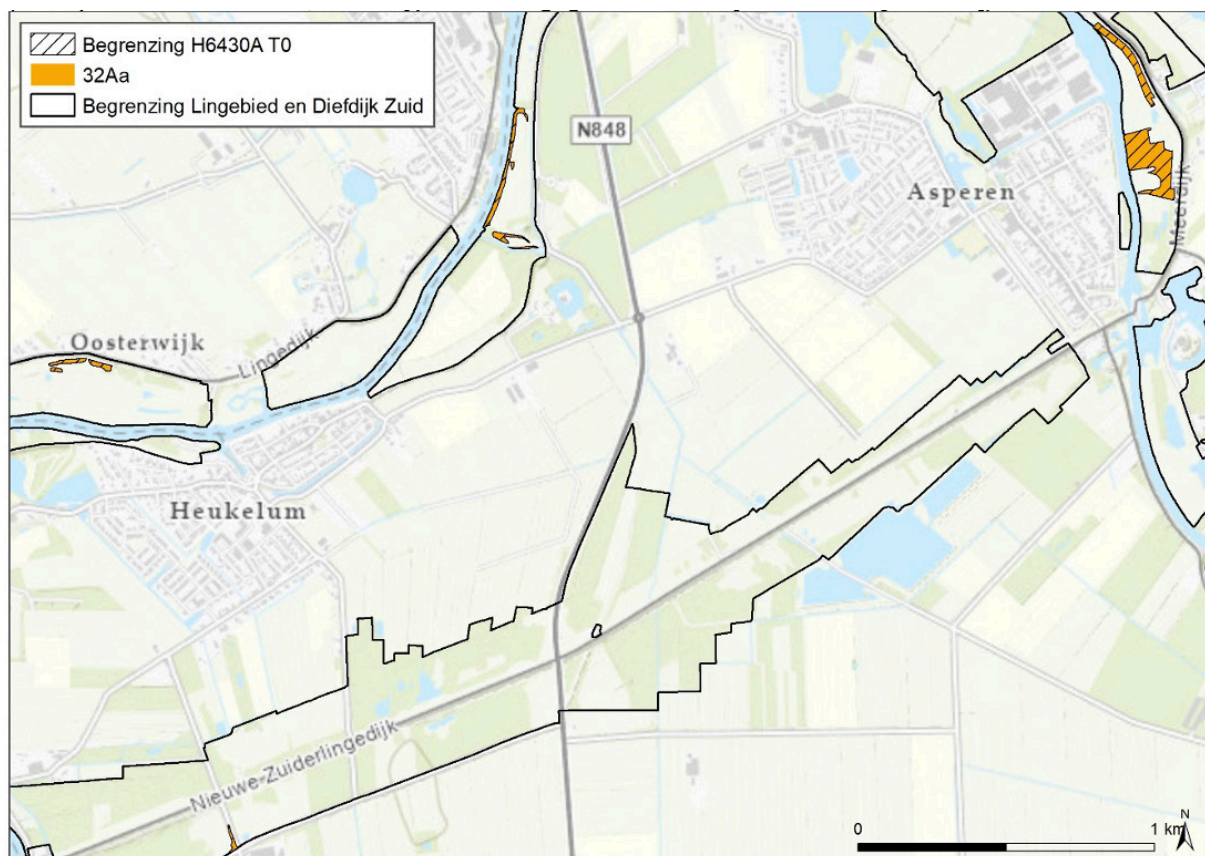 Begrenzing H6430A T0
32Aa
Begrenzing Lingebied en Diefdijk Zuid
N848
Asperen
Meerdijk
Oosterwijk
Lingedijk
Heukelum
Nieuwe-Zuiderlingedijk
0
1 km
N